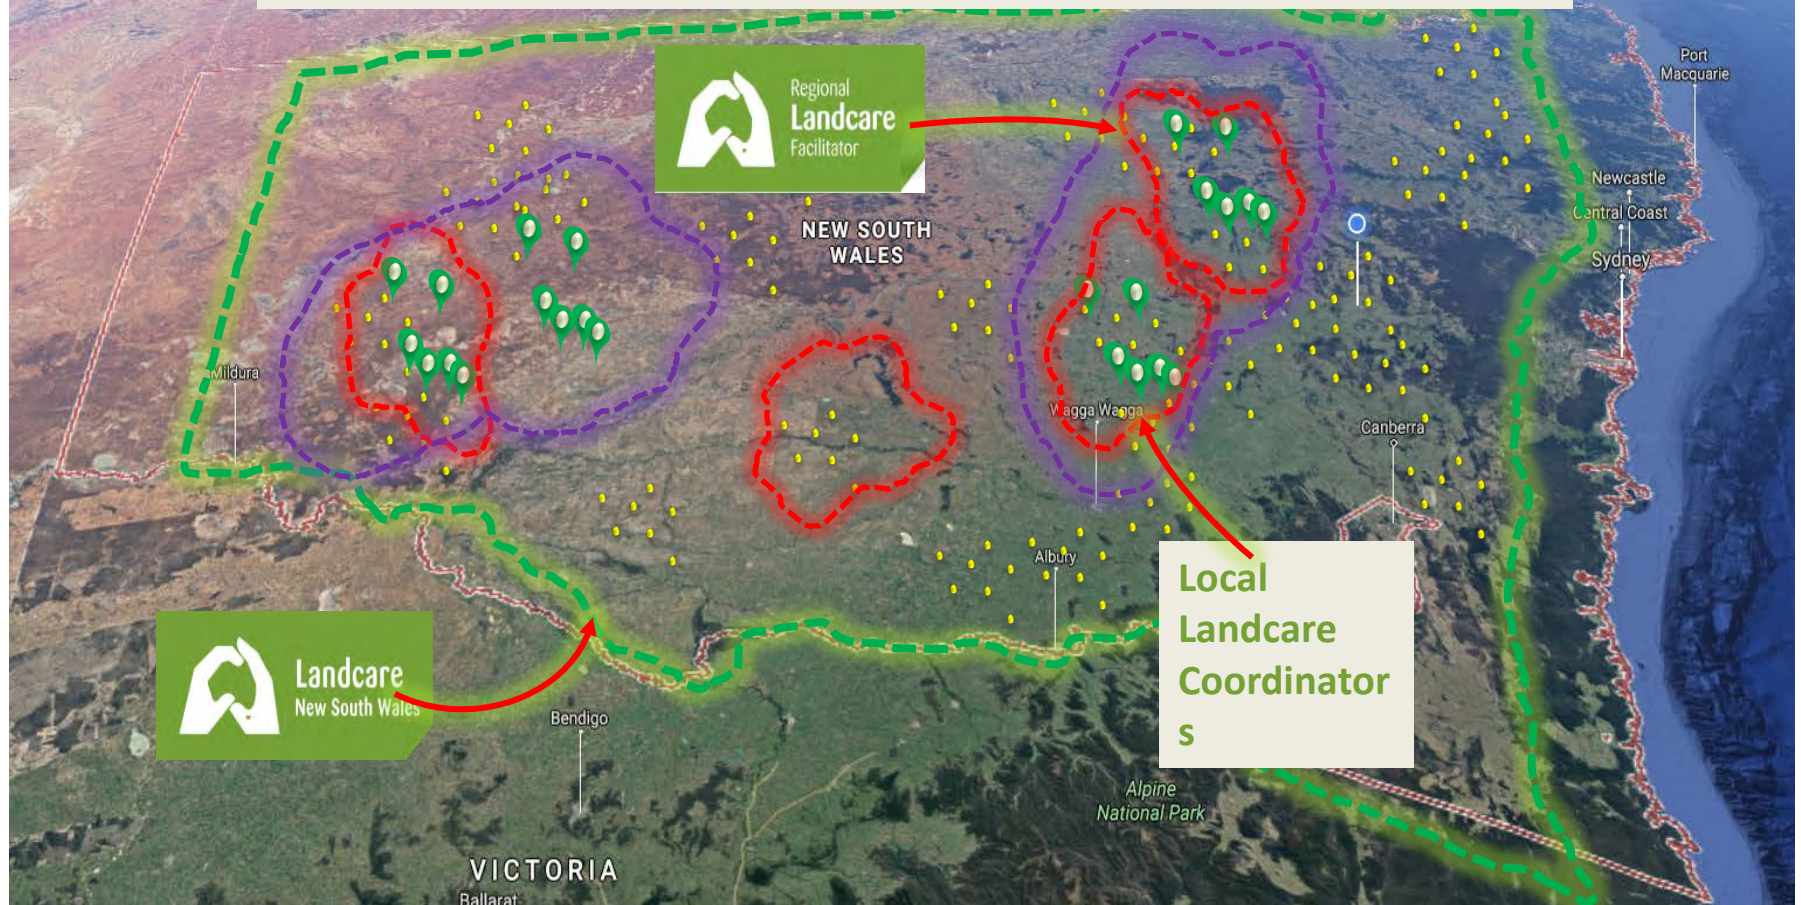 Port
Macquarie
Regional
Landcare
Facilitator
Newcastle
Central Coast
NEW SOUTH
WALES
Sydney
Mildura
Wagga Wagga
Canberra
Albury
Local
Landcare
Coordinator
s
Landcare
New South Wales
Bendigo
Alpine
National Park
VICTORIA
Ballarat